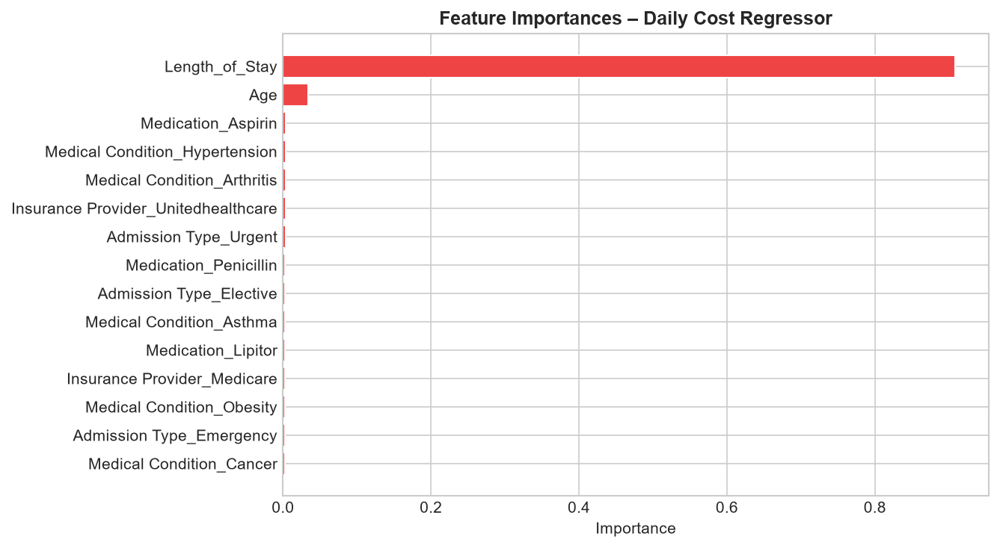 Feature Importances – Daily Cost Regressor
Length_of_Stay
Age
Medication_Aspirin
Medical Condition_Hypertension
Medical Condition_Arthritis
Insurance Provider_Unitedhealthcare
Admission Type_Urgent
Medication_Penicillin
Admission Type_Elective
Medical Condition_Asthma
Medication_Lipitor
Insurance Provider_Medicare
Medical Condition_Obesity
Admission Type_Emergency
Medical Condition_Cancer
0.0 0.2 0.4 0.6 0.8
Importance